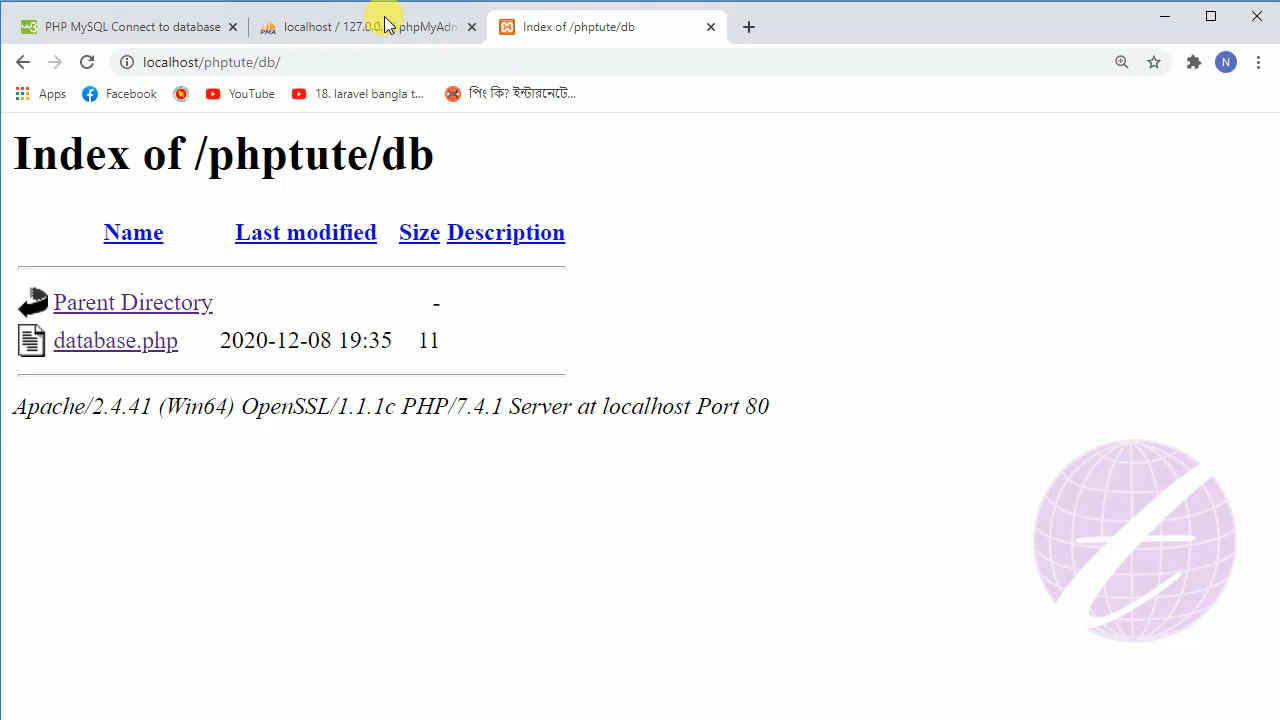 PHP MySQL Connect to database
localhost / 127.0.0. phpMyAdm
Index of /phptute/db
localhost/phptute/db/
N
Apps
Facebook
YouTube
18. laravel bangla t...
পিং কি? ইন্টারনেটে...
Index of /phptute/db
Name Last modified Size Description
Parent Directory -
database.php 2020-12-08 19:35 11
Apache/2.4.41 (Win64) OpenSSL/1.1.1c PHP/7.4.1 Server at localhost Port 80